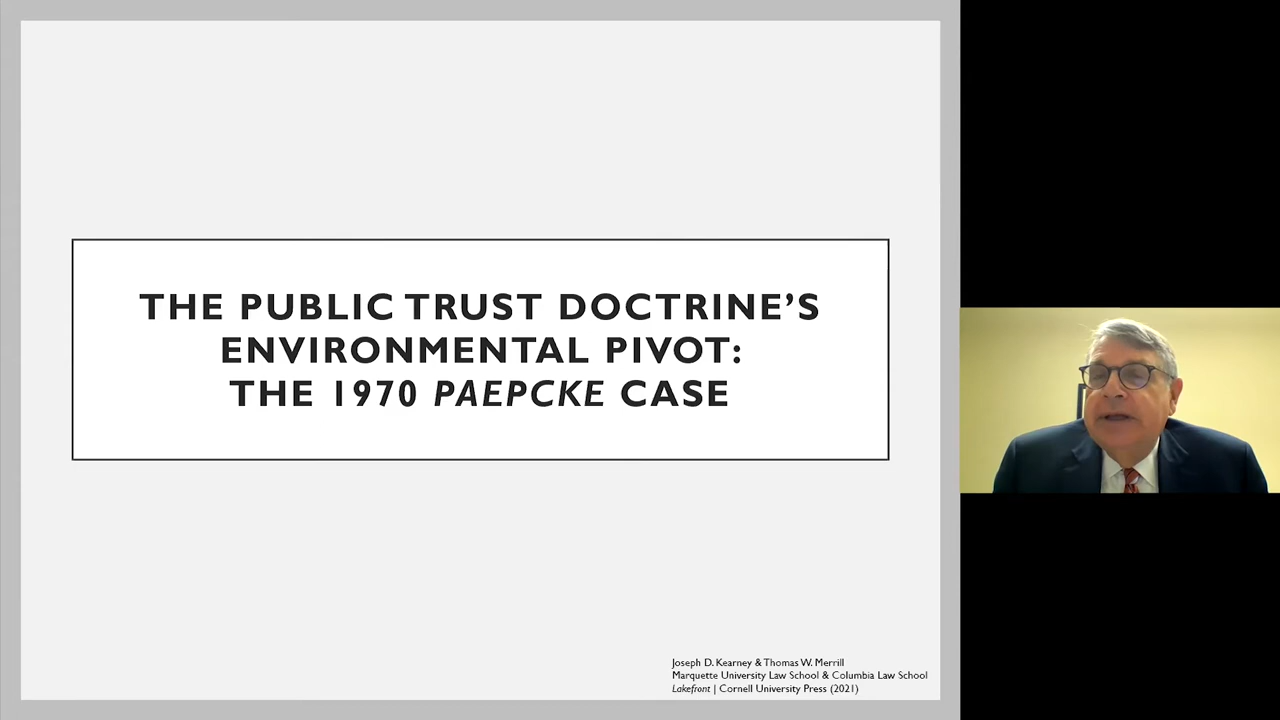 THE PUBLIC TRUST DOCTRINE’S
ENVIRONMENTAL PIVOT:
THE 1970 PAEPCKE CASE
Joseph D. Kearney & Thomas W. Merrill
Marquette University Law School & Columbia Law School
Lakefront | Cornell University Press (2021)